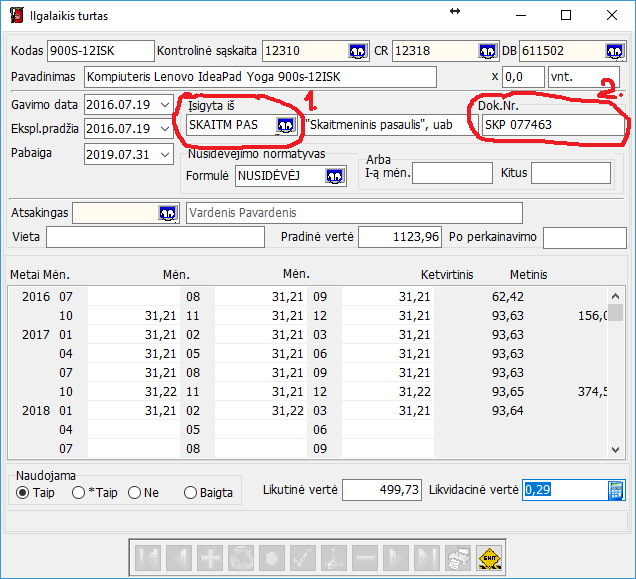 Ilgalaikis turtas
Kodas 900S-12ISK Kontrolinė sąskaita 12310 CR 12318 DB 611502
Pavadinimas Kompiuteris Lenovo IdeaPad Yoga 900s-12ISK x 0,0 vnt.
Gavimo data 2016.07.19 Įsigyta iš 1. Dok.Nr. 2.
Ekspl.pradžia 2016.07.19 SKAITM PAS "Skaitmeninis pasaulis", uab SKP 077463
Pabaiga 2019.07.31 Nusidėvėjimo normatyvas Arba
Formulė NUSIDĖVĖJ I-ą mėn. Kitus
Atsakingas Vardenis Pavardenis
Vieta Pradinė vertė 1123,96 Po perkainavimo
Metai Mėn. Mėn. Mėn. Ketvirtinis Metinis
2016 07 08 31,21 09 31,21 62,42
10 31,21 11 31,21 12 31,21 93,63 156,0
2017 01 31,21 02 31,21 03 31,21 93,63
04 31,21 05 31,21 06 31,21 93,63
07 31,21 08 31,21 09 31,21 93,63
10 31,22 11 31,21 12 31,22 93,65 374,5
2018 01 31,21 02 31,22 03 31,21 93,64
04 05 06
07 08 09
Naudojama
Taip *Taip Ne Baigta Likutinė vertė 499,73 Likvidacinė vertė 0,29
EXIT